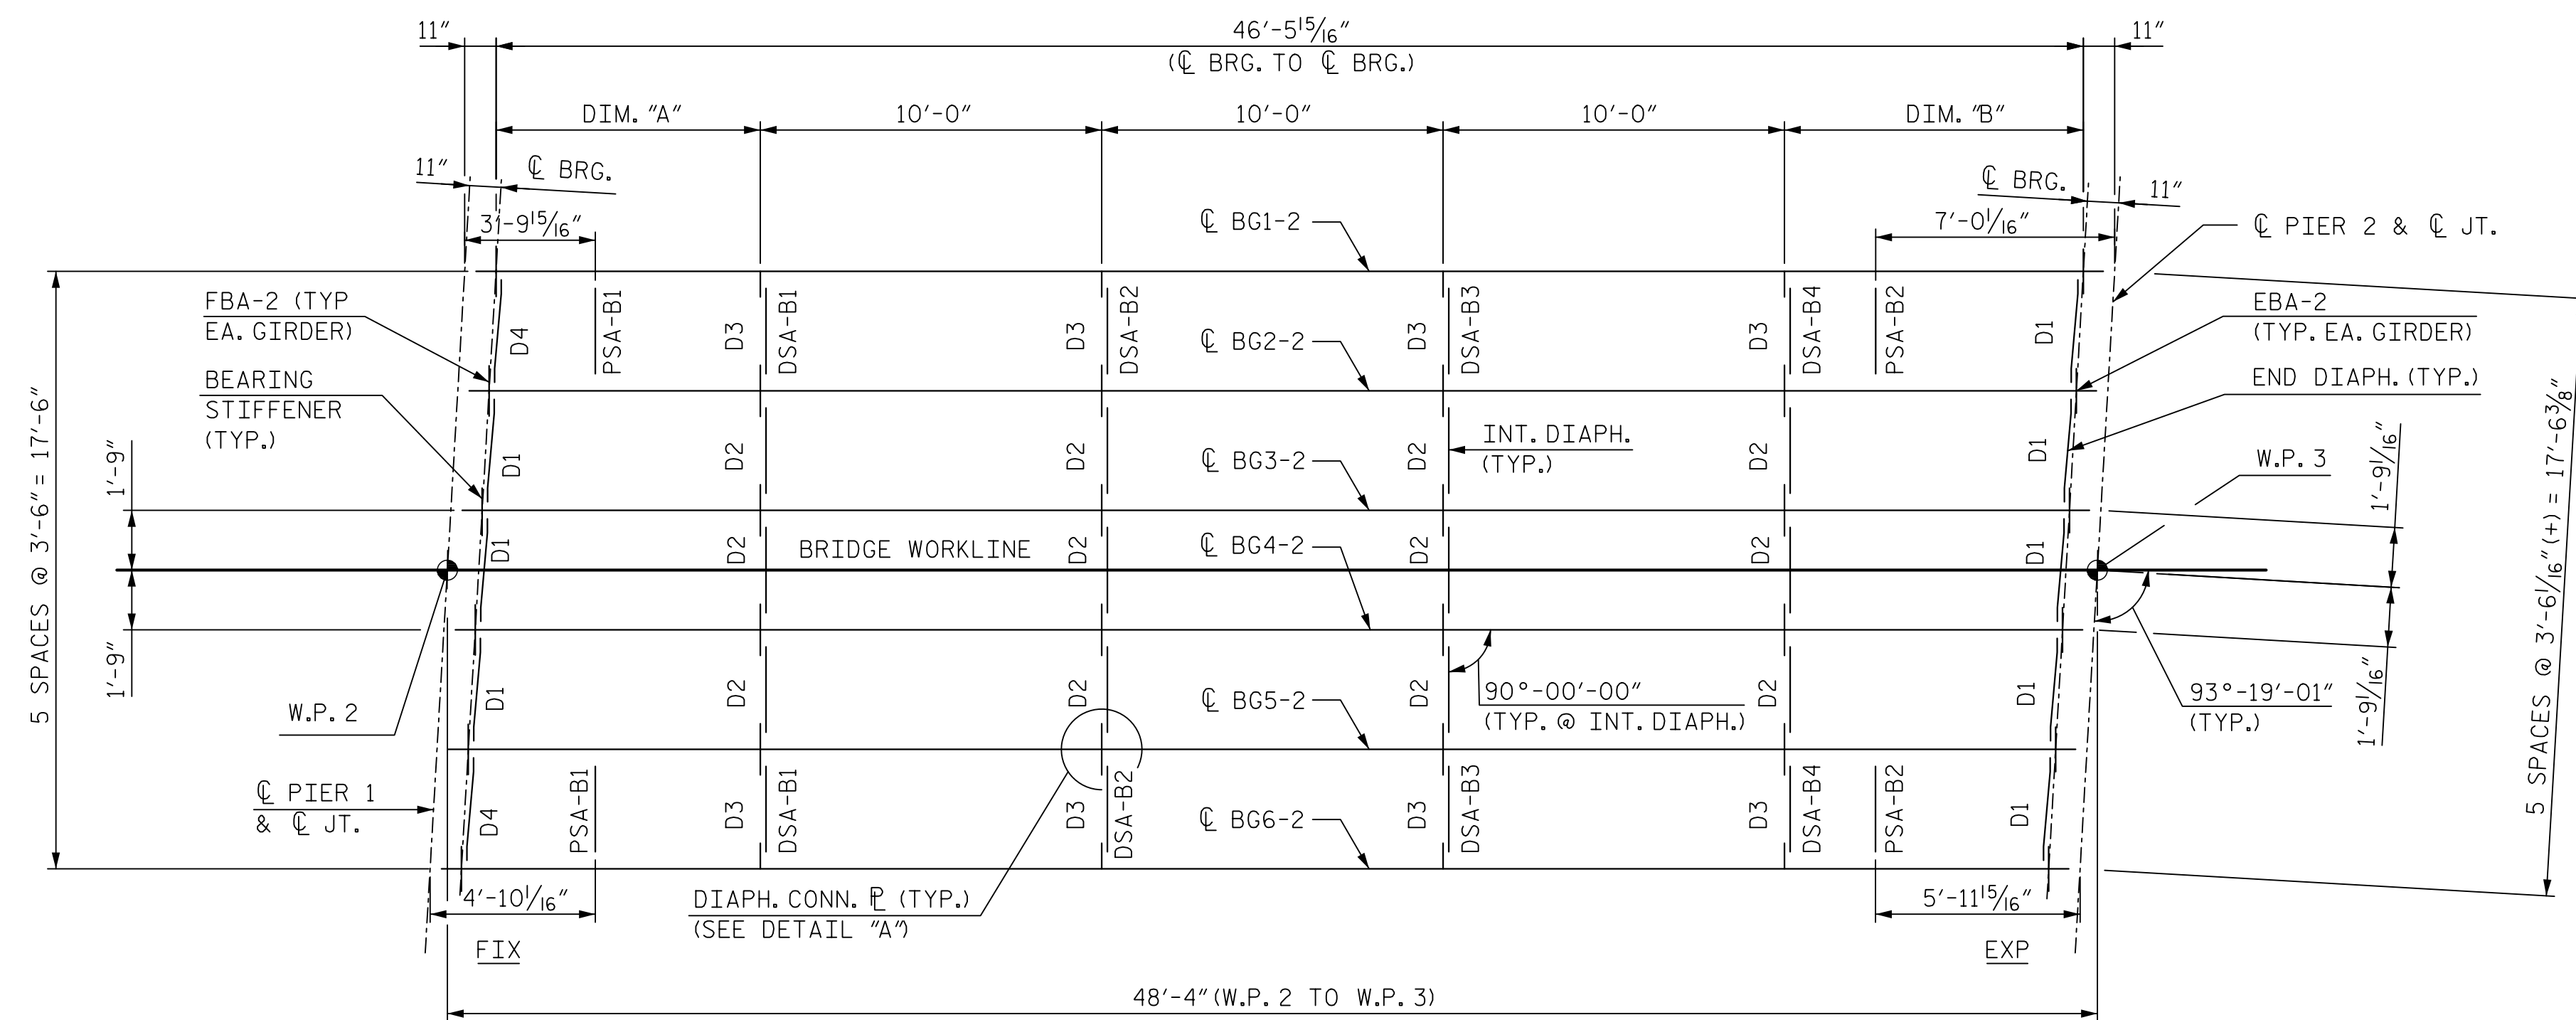 11″
46′-5 15/16″
11″
(℄ BRG. TO ℄ BRG.)
DIM. ″A″
10′-0″
10′-0″
10′-0″
DIM. ″B″
11″
℄ BRG.
℄ BRG.
11″
3′-9 15/16″
℄ BG1-2
7′-0 1/16″
℄ PIER 2 & ℄ JT.
FBA-2 (TYP
EA. GIRDER)
D4
PSA-B1
D3
DSA-B1
D3
DSA-B2
℄ BG2-2
D3
DSA-B3
D3
DSA-B4
PSA-B2
D1
EBA-2
(TYP. EA. GIRDER)
BEARING
STIFFENER
(TYP.)
END DIAPH. (TYP.)
5 SPACES @ 3′-6″ = 17′-6″
1′-9″
D1
D2
D2
℄ BG3-2
D2
INT. DIAPH.
(TYP.)
D2
D1
W.P. 3
1′-9 1/16″
5 SPACES @ 3′-6 1/16″ (+) = 17′-6 3/8″
D1
D2
BRIDGE WORKLINE
D2
℄ BG4-2
D2
D2
D1
1′-9″
W.P. 2
D1
D2
D2
℄ BG5-2
D2
90°-00′-00″
(TYP. @ INT. DIAPH.)
D2
D1
93°-19′-01″
(TYP.)
1′-9 1/16″
℄ PIER 1
& ℄ JT.
D4
PSA-B1
D3
DSA-B1
D3
DSA-B2
℄ BG6-2
D3
DSA-B3
D3
DSA-B4
PSA-B2
D1
4′-10 1/16″
DIAPH. CONN. ⅊ (TYP.)
(SEE DETAIL ″A″)
5′-11 15/16″
FIX
EXP
48′-4″ (W.P. 2 TO W.P. 3)